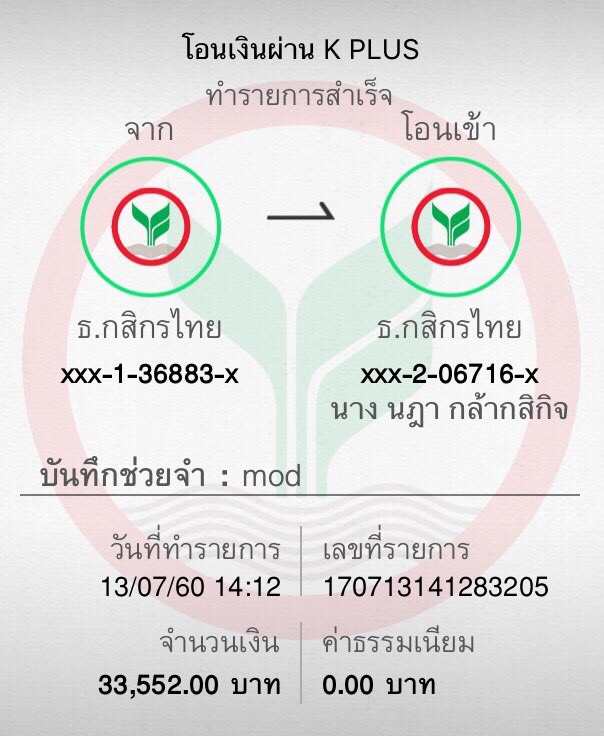 โอนเงินผ่าน K PLUS
ทำรายการสำเร็จ
จาก
โอนเข้า
ธ.กสิกรไทย
ธ.กสิกรไทย
xxx-1-36883-x
xxx-2-06716-x
นาง นฎา กล้ากสิกิจ
บันทึกช่วยจำ : mod
วันที่ทำรายการ
เลขที่รายการ
13/07/60 14:12
170713141283205
จำนวนเงิน
ค่าธรรมเนียม
33,552.00 บาท
0.00 บาท